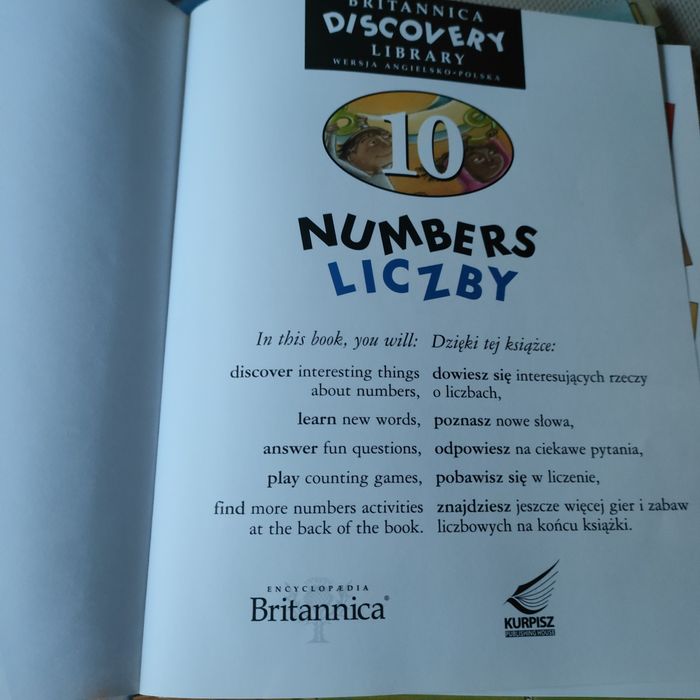 BRITANNICA
DISCOVERY
LIBRARY
WERSJA ANGIELSKO-POLSKA
10
NUMBERS
LICZBY
In this book, you will:
discover interesting things
about numbers,
learn new words,
answer fun questions,
play counting games,
find more numbers activities
at the back of the book.
Dzięki tej książce:
dowiesz się interesujących rzeczy
o liczbach,
poznasz nowe słowa,
odpowiesz na ciekawe pytania,
pobawisz się w liczenie,
znajdziesz jeszcze więcej gier i zabaw
liczbowych na końcu książki.
ENCYCLOPÆDIA
Britannica®
KURPISZ
PUBLISHING HOUSE